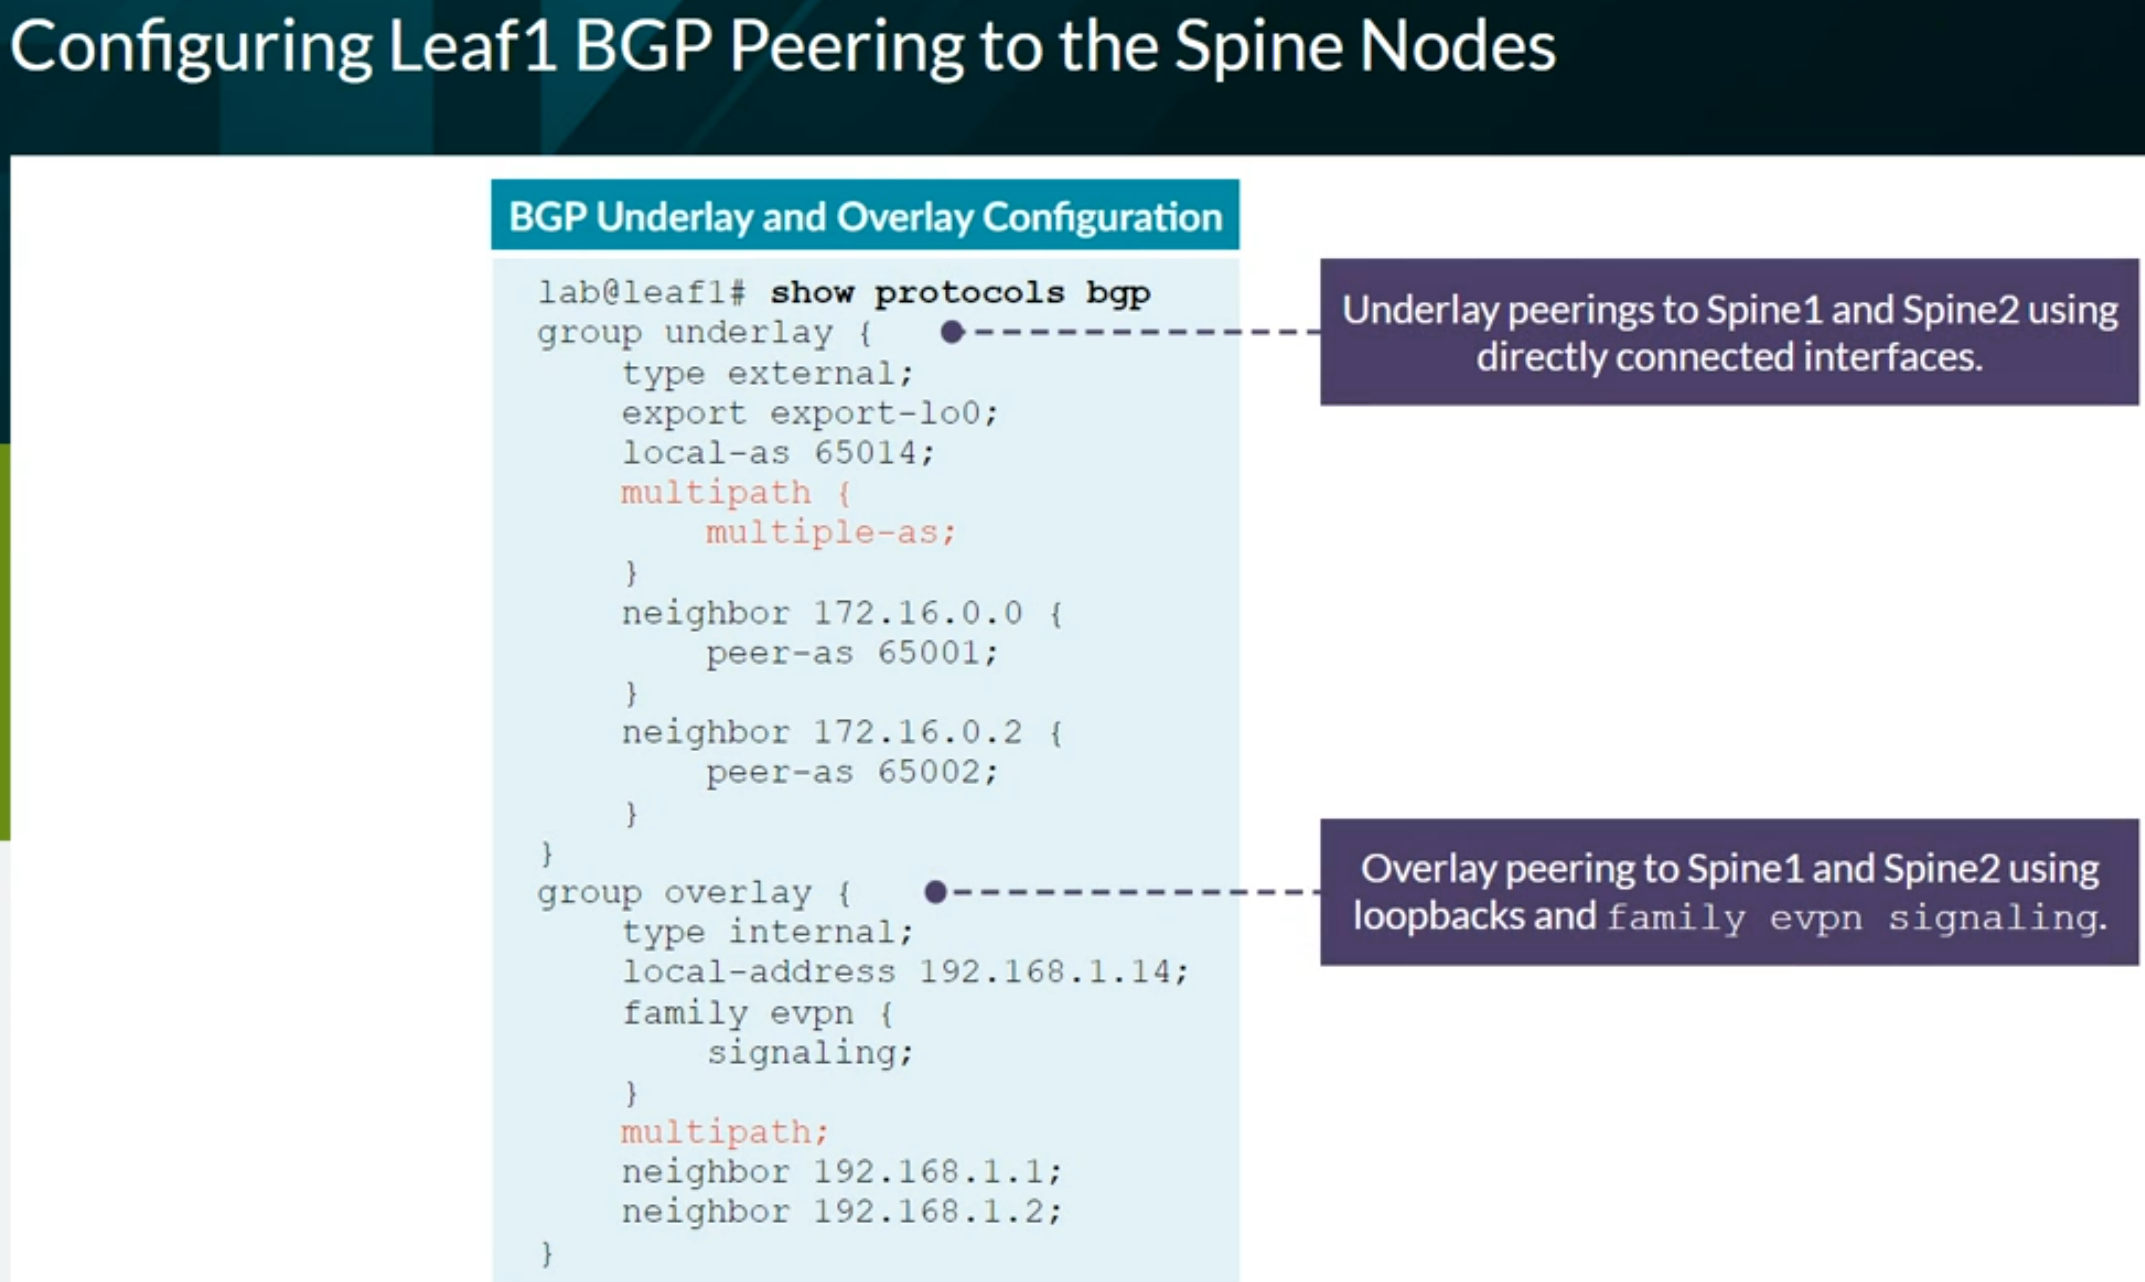 Configuring Leaf1 BGP Peering to the Spine Nodes
BGP Underlay and Overlay Configuration
lab@leaf1# show protocols bgp
group underlay {
type external;
export export-lo0;
local-as 65014;
multipath {
multiple-as;
}
neighbor 172.16.0.0 {
peer-as 65001;
}
neighbor 172.16.0.2 {
peer-as 65002;
}
}
group overlay {
type internal;
local-address 192.168.1.14;
family evpn {
signaling;
}
multipath;
neighbor 192.168.1.1;
neighbor 192.168.1.2;
}
Underlay peerings to Spine1 and Spine2 using
directly connected interfaces.
Overlay peering to Spine1 and Spine2 using
loopbacks and family evpn signaling.